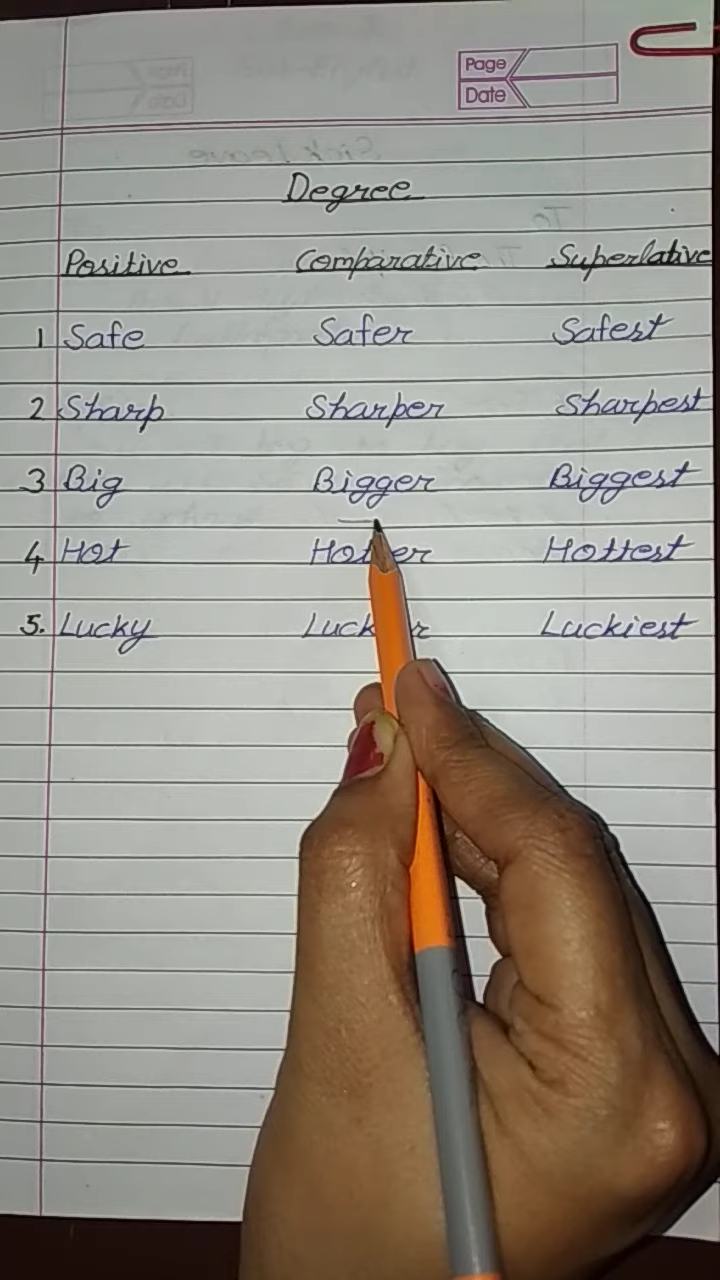 Page
Date
Degree
Positive Comparative Superlative
1 Safe Safer Safest
2 Sharp Sharper Sharpest
3 Big Bigger Biggest
4 Hot Hottest
5. Lucky Luckiest